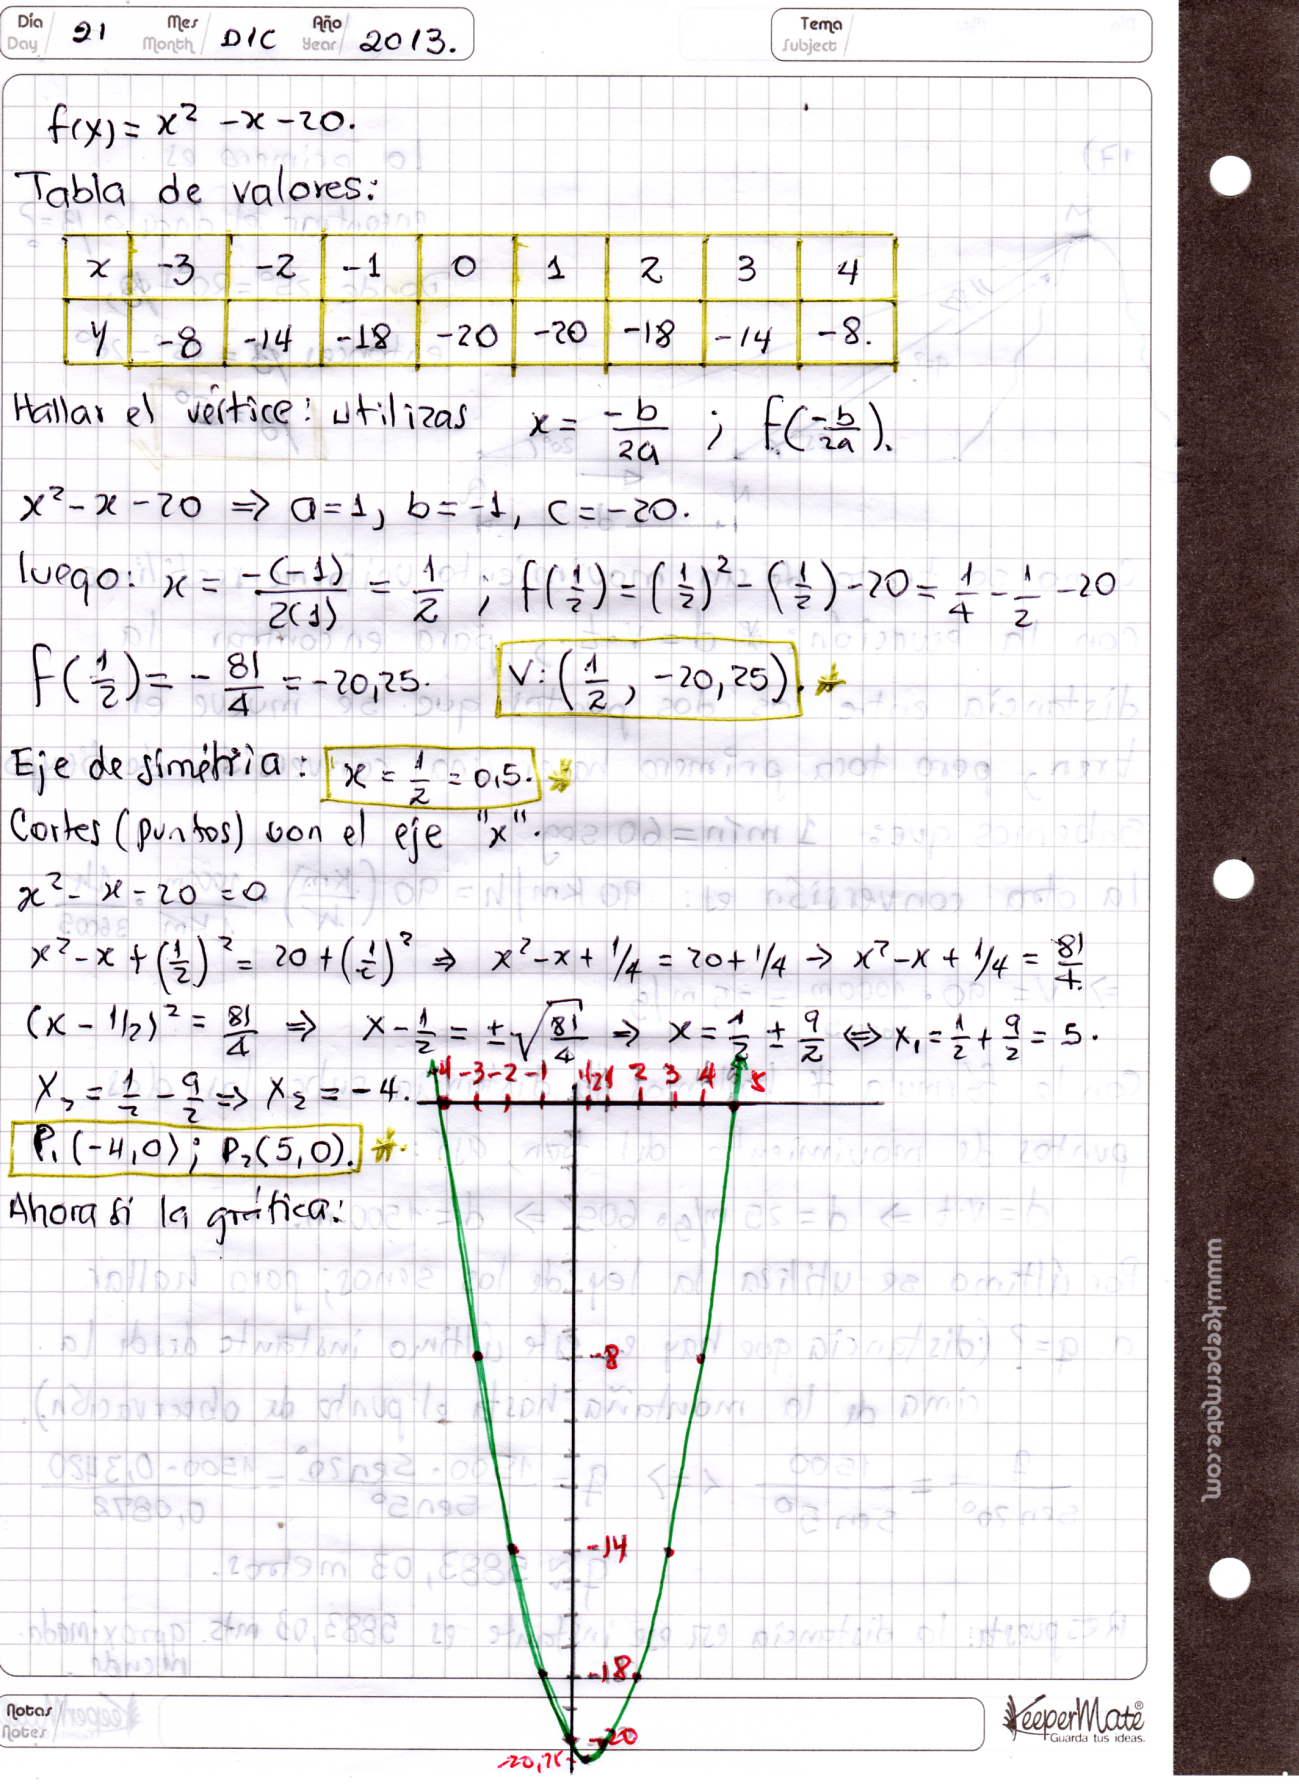 Día Day 21 Mes Month DIC Año Year 2013.
Tema Subject
f(x) = x² - x - 20.
Tabla de valores:
x -3 -2 -1 0 1 2 3 4
y -8 -14 -18 -20 -20 -18 -14 -8.
Hallar el vértice: utilizas x = -b/2a ; f(-b/2a).
x² - x - 20 ⇒ a = 1, b = -1, c = -20.
luego: x = -(-1)/2(1) = 1/2 ; f(1/2) = (1/2)² - (1/2) - 20 = 1/4 - 1/2 - 20
f(1/2) = -81/4 = -20,25. V: (1/2, -20,25).
Eje de simétria: x = 1/2 = 0,5.
Cortes (puntos) con el eje "x".
x² - x - 20 = 0
x² - x + (1/2)² = 20 + (1/2)² ⇒ x² - x + 1/4 = 20 + 1/4 → x² - x + 1/4 = 81/4.
(x - 1/2)² = 81/4 ⇒ x - 1/2 = ±√81/4 ⇒ x = 1/2 ± 9/2 ⇔ x₁ = 1/2 + 9/2 = 5.
X₂ = 1/2 - 9/2 ⇒ X₂ = -4.
-4 -3 -2 -1 1/2 1 2 3 4 5
P₁(-4,0); P₂(5,0).
Ahora si la gráfica:
-8
-14
-18
-20
-20,25
www.keepermate.com
Notas
Notes
KeeperMate®
Guarda tus ideas.